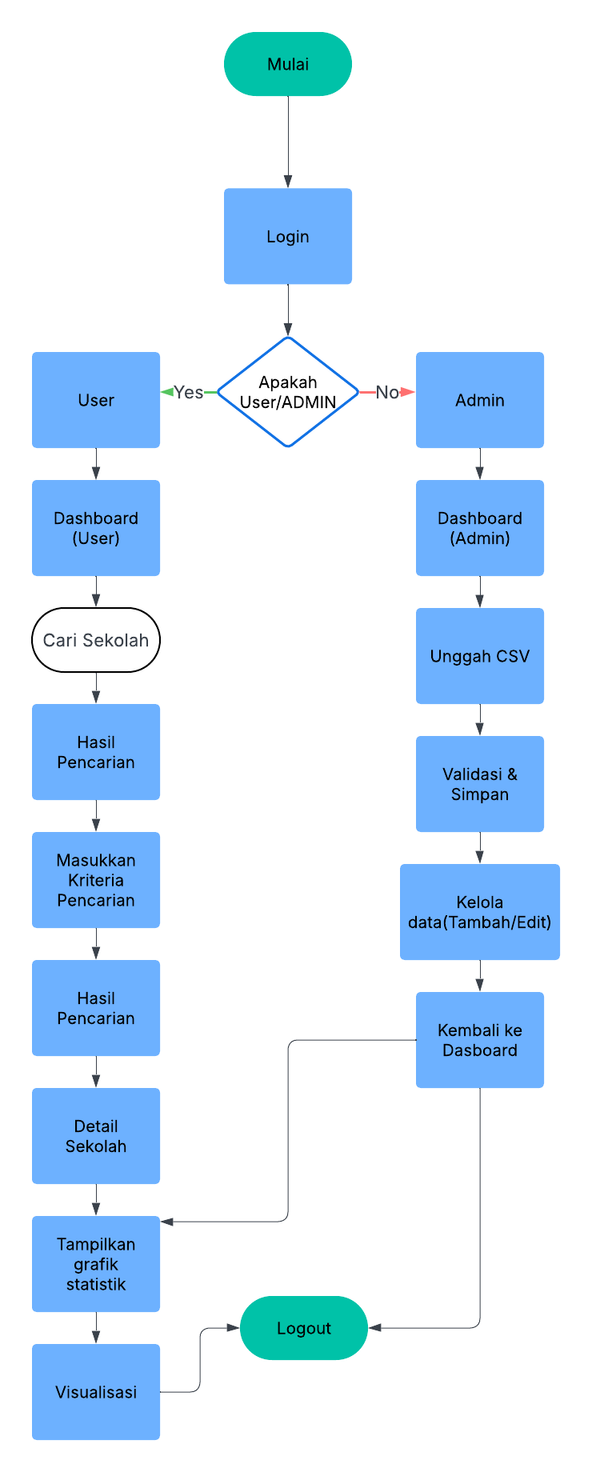 Mulai
Login
Apakah
User/ADMIN
Yes
No
User
Admin
Dashboard
(User)
Dashboard
(Admin)
Cari Sekolah
Unggah CSV
Hasil
Pencarian
Validasi &
Simpan
Masukkan
Kriteria
Pencarian
Kelola
data(Tambah/Edit)
Hasil
Pencarian
Kembali ke
Dasboard
Detail
Sekolah
Tampilkan
grafik
statistik
Logout
Visualisasi